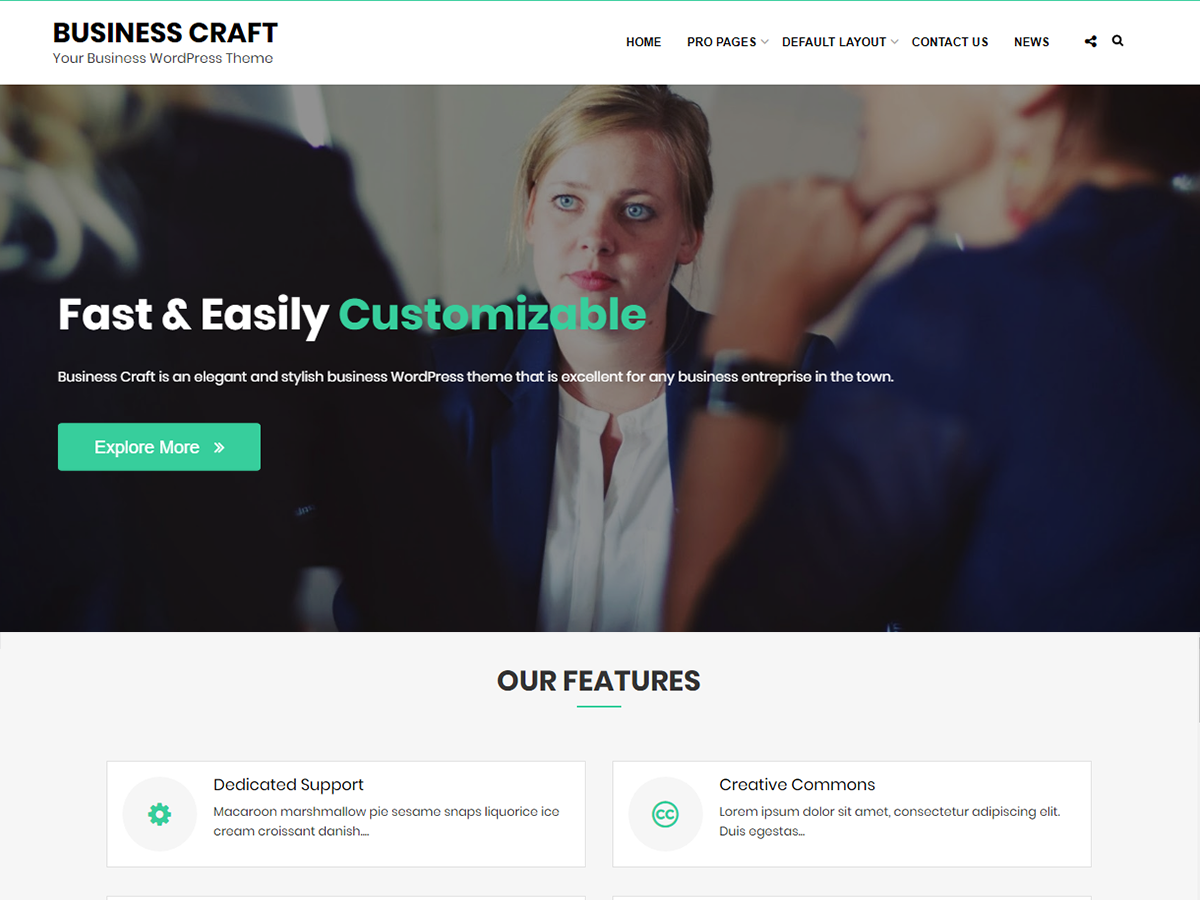 BUSINESS CRAFT
Your Business WordPress Theme
HOME PRO PAGES DEFAULT LAYOUT CONTACT US NEWS
Fast & Easily Customizable
Business Craft is an elegant and stylish business WordPress theme that is excellent for any business entreprise in the town.
Explore More »
OUR FEATURES
Dedicated Support
Macaroon marshmallow pie sesame snaps liquorice ice
cream croissant danish....
Creative Commons
Lorem ipsum dolor sit amet, consectetur adipiscing elit.
Duis egestas...